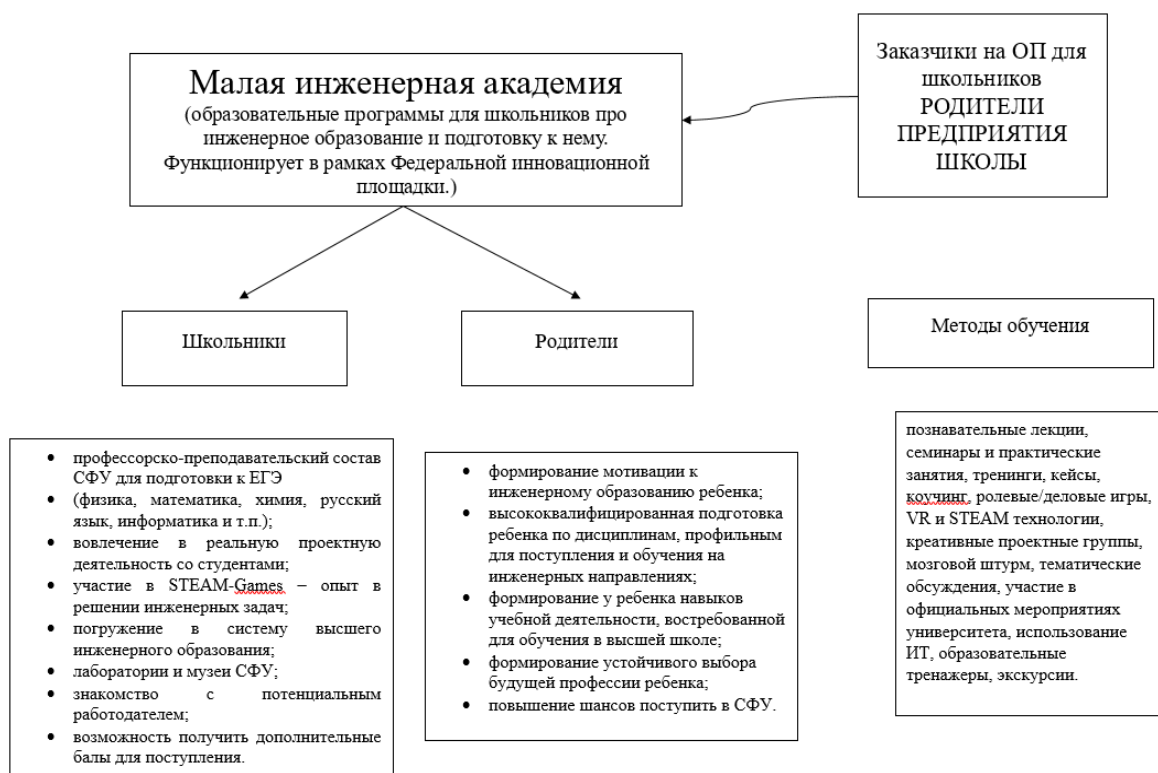 Малая инженерная академия
(образовательные программы для школьников про
инженерное образование и подготовку к нему.
Функционирует в рамках Федеральной инновационной
площадки.)
Заказчики на ОП для
школьников
РОДИТЕЛИ
ПРЕДПРИЯТИЯ
ШКОЛЫ
Школьники
Родители
Методы обучения
• профессорско-преподавательский состав
СФУ для подготовки к ЕГЭ
• (физика, математика, химия, русский
язык, информатика и т.п.);
• вовлечение в реальную проектную
деятельность со студентами;
• участие в STEAM-Games – опыт в
решении инженерных задач;
• погружение в систему высшего
инженерного образования;
• лаборатории и музеи СФУ;
• знакомство с потенциальным
работодателем;
• возможность получить дополнительные
балы для поступления.
• формирование мотивации к
инженерному образованию ребенка;
• высококвалифицированная подготовка
ребенка по дисциплинам, профильным
для поступления и обучения на
инженерных направлениях;
• формирование у ребенка навыков
учебной деятельности, востребованной
для обучения в высшей школе;
• формирование устойчивого выбора
будущей профессии ребенка;
• повышение шансов поступить в СФУ.
познавательные лекции,
семинары и практические
занятия, тренинги, кейсы,
коучинг, ролевые/деловые игры,
VR и STEAM технологии,
креативные проектные группы,
мозговой штурм, тематические
обсуждения, участие в
официальных мероприятиях
университета, использование
ИТ, образовательные
тренажеры, экскурсии.